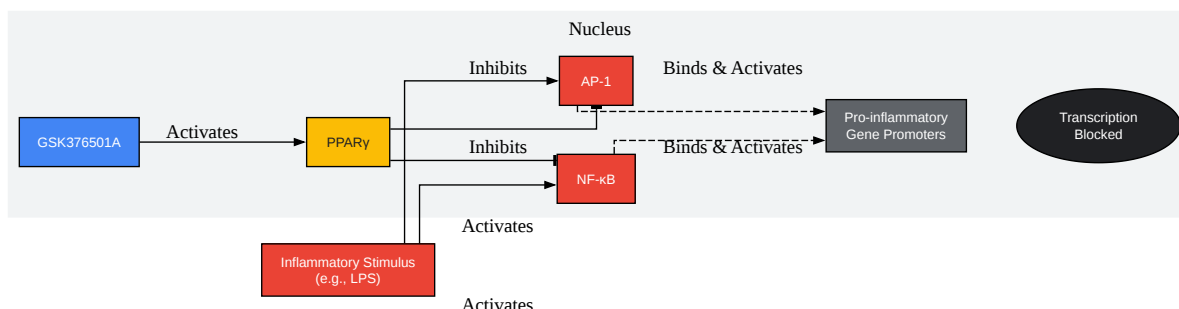 Nucleus
Inhibits
AP-1
Binds & Activates
GSK376501A
Activates
PPARγ
Inhibits
NF-κB
Binds & Activates
Pro-inflammatory
Gene Promoters
Transcription
Blocked
Activates
Inflammatory Stimulus
(e.g., LPS)
Activates